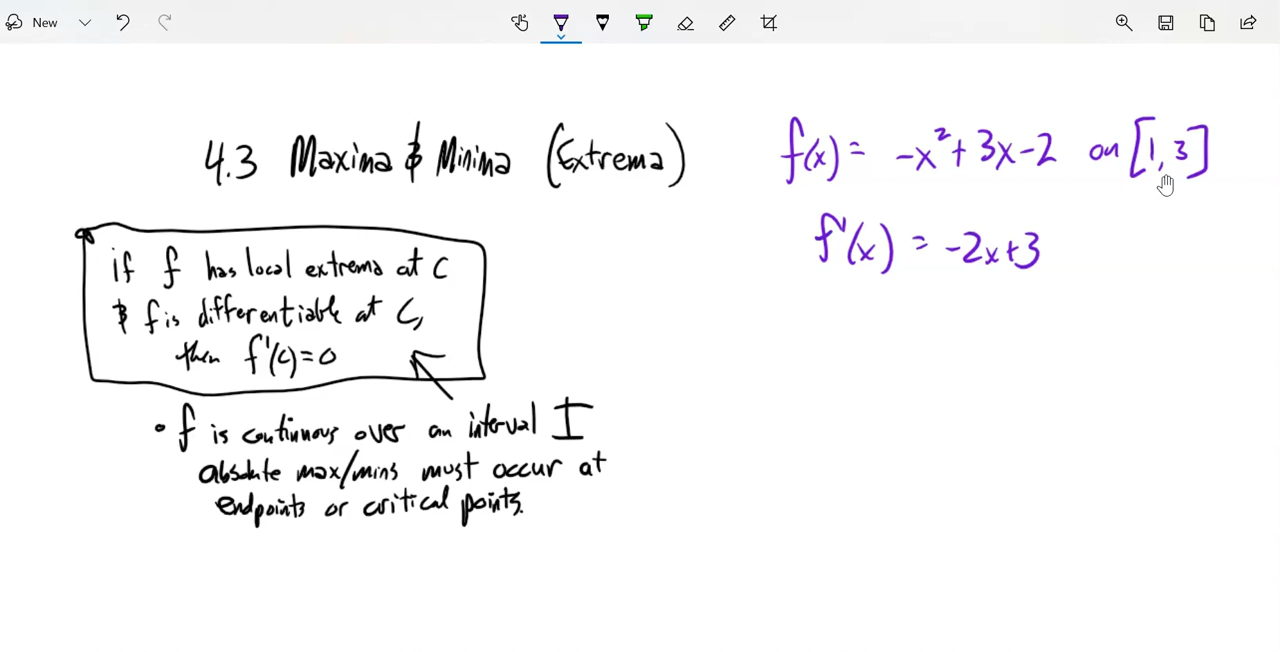 New
4.3 Maxima & Minima (Extrema)
if f has local extrema at C
& f is differentiable at C,
then f'(c)=0
• f is continuous over an interval I
absolute max/mins must occur at
endpoints or critical points.
f(x) = -x²+3x-2 on [1,3]
f'(x) = -2x+3